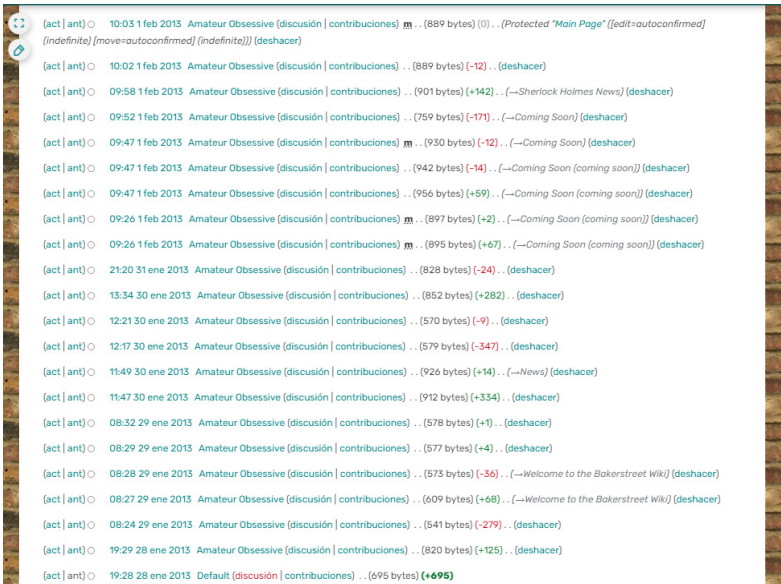 (act | ant) 10:03 1 feb 2013 Amateur Obsessive (discusión | contribuciones) m . . (889 bytes) (0) . . (Protected "Main Page" ([edit=autoconfirmed]
(indefinite) [move=autoconfirmed] (indefinite))) (deshacer)
(act | ant) 10:02 1 feb 2013 Amateur Obsessive (discusión | contribuciones) . . (889 bytes) (-12) . . (deshacer)
(act | ant) 09:58 1 feb 2013 Amateur Obsessive (discusión | contribuciones) . . (901 bytes) (+142) . . (→Sherlock Holmes News) (deshacer)
(act | ant) 09:52 1 feb 2013 Amateur Obsessive (discusión | contribuciones) . . (759 bytes) (-171) . . (→Coming Soon) (deshacer)
(act | ant) 09:47 1 feb 2013 Amateur Obsessive (discusión | contribuciones) m . . (930 bytes) (-12) . . (→Coming Soon) (deshacer)
(act | ant) 09:47 1 feb 2013 Amateur Obsessive (discusión | contribuciones) . . (942 bytes) (-14) . . (→Coming Soon (coming soon)) (deshacer)
(act | ant) 09:47 1 feb 2013 Amateur Obsessive (discusión | contribuciones) . . (956 bytes) (+59) . . (→Coming Soon (coming soon)) (deshacer)
(act | ant) 09:26 1 feb 2013 Amateur Obsessive (discusión | contribuciones) m . . (897 bytes) (+2) . . (→Coming Soon (coming soon)) (deshacer)
(act | ant) 09:26 1 feb 2013 Amateur Obsessive (discusión | contribuciones) m . . (895 bytes) (+67) . . (→Coming Soon (coming soon)) (deshacer)
(act | ant) 21:20 31 ene 2013 Amateur Obsessive (discusión | contribuciones) . . (828 bytes) (-24) . . (deshacer)
(act | ant) 13:34 30 ene 2013 Amateur Obsessive (discusión | contribuciones) . . (852 bytes) (+282) . . (deshacer)
(act | ant) 12:21 30 ene 2013 Amateur Obsessive (discusión | contribuciones) . . (570 bytes) (-9) . . (deshacer)
(act | ant) 12:17 30 ene 2013 Amateur Obsessive (discusión | contribuciones) . . (579 bytes) (-347) . . (deshacer)
(act | ant) 11:49 30 ene 2013 Amateur Obsessive (discusión | contribuciones) . . (926 bytes) (+14) . . (→News) (deshacer)
(act | ant) 11:47 30 ene 2013 Amateur Obsessive (discusión | contribuciones) . . (912 bytes) (+334) . . (deshacer)
(act | ant) 08:32 29 ene 2013 Amateur Obsessive (discusión | contribuciones) . . (578 bytes) (+1) . . (deshacer)
(act | ant) 08:29 29 ene 2013 Amateur Obsessive (discusión | contribuciones) . . (577 bytes) (+4) . . (deshacer)
(act | ant) 08:28 29 ene 2013 Amateur Obsessive (discusión | contribuciones) . . (573 bytes) (-36) . . (→Welcome to the Bakerstreet Wiki) (deshacer)
(act | ant) 08:27 29 ene 2013 Amateur Obsessive (discusión | contribuciones) . . (609 bytes) (+68) . . (→Welcome to the Bakerstreet Wiki) (deshacer)
(act | ant) 08:24 29 ene 2013 Amateur Obsessive (discusión | contribuciones) . . (541 bytes) (-279) . . (deshacer)
(act | ant) 19:29 28 ene 2013 Amateur Obsessive (discusión | contribuciones) . . (820 bytes) (+125) . . (deshacer)
(act | ant) 19:28 28 ene 2013 Default (discusión | contribuciones) . . (695 bytes) (+695)